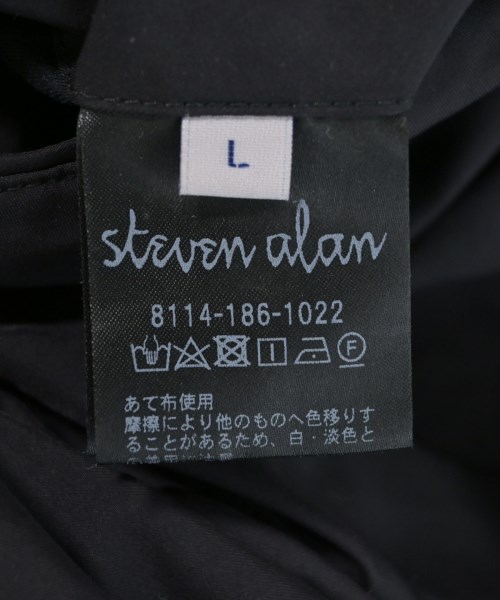 L
steven alan
8114-186-1022
F
あて布使用
摩擦により他のものへ色移りす
ることがあるため、白・淡色と